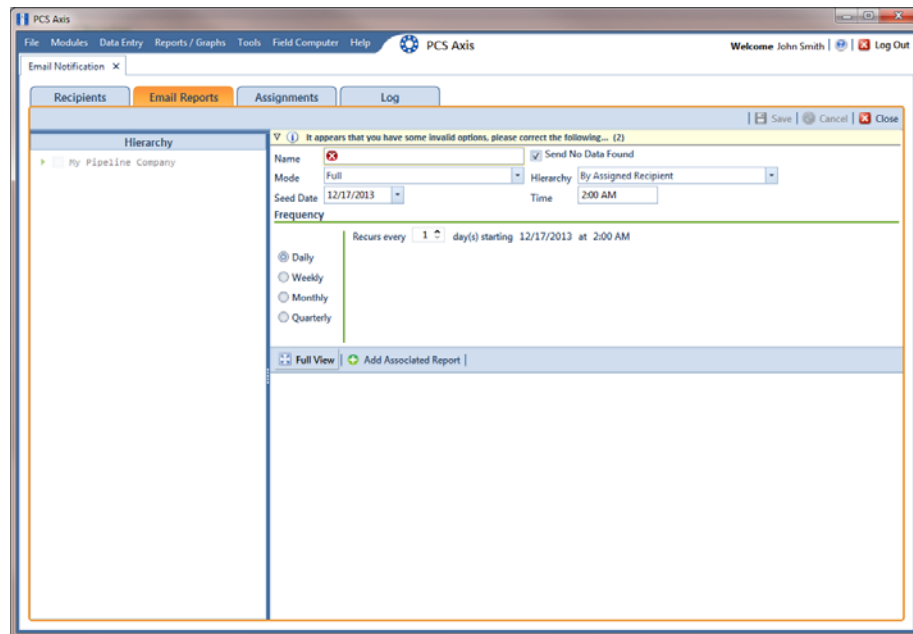 PCS Axis
File Modules Data Entry Reports / Graphs Tools Field Computer Help PCS Axis Welcome John Smith | | Log Out
Email Notification X
Recipients Email Reports Assignments Log
| Save | Cancel | Close
Hierarchy
My Pipeline Company
It appears that you have some invalid options, please correct the following... (2)
Name Send No Data Found
Mode Full Hierarchy By Assigned Recipient
Seed Date 12/17/2013 Time 2:00 AM
Frequency
Recurs every 1 day(s) starting 12/17/2013 at 2:00 AM
Daily
Weekly
Monthly
Quarterly
Full View | Add Associated Report |